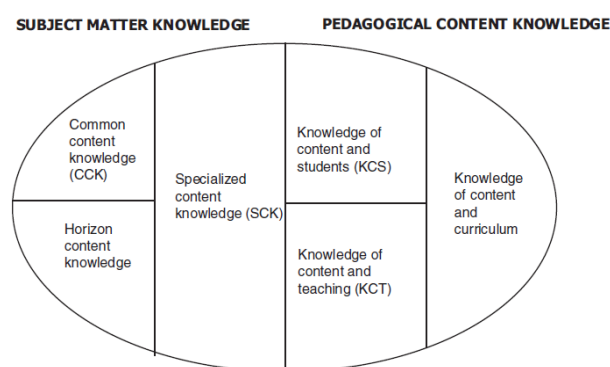 SUBJECT MATTER KNOWLEDGE
PEDAGOGICAL CONTENT KNOWLEDGE
Common
content
knowledge
(CCK)
Horizon
content
knowledge
Specialized
content
knowledge (SCK)
Knowledge of
content and
students (KCS)
Knowledge of
content and
teaching (KCT)
Knowledge
of content
and
curriculum